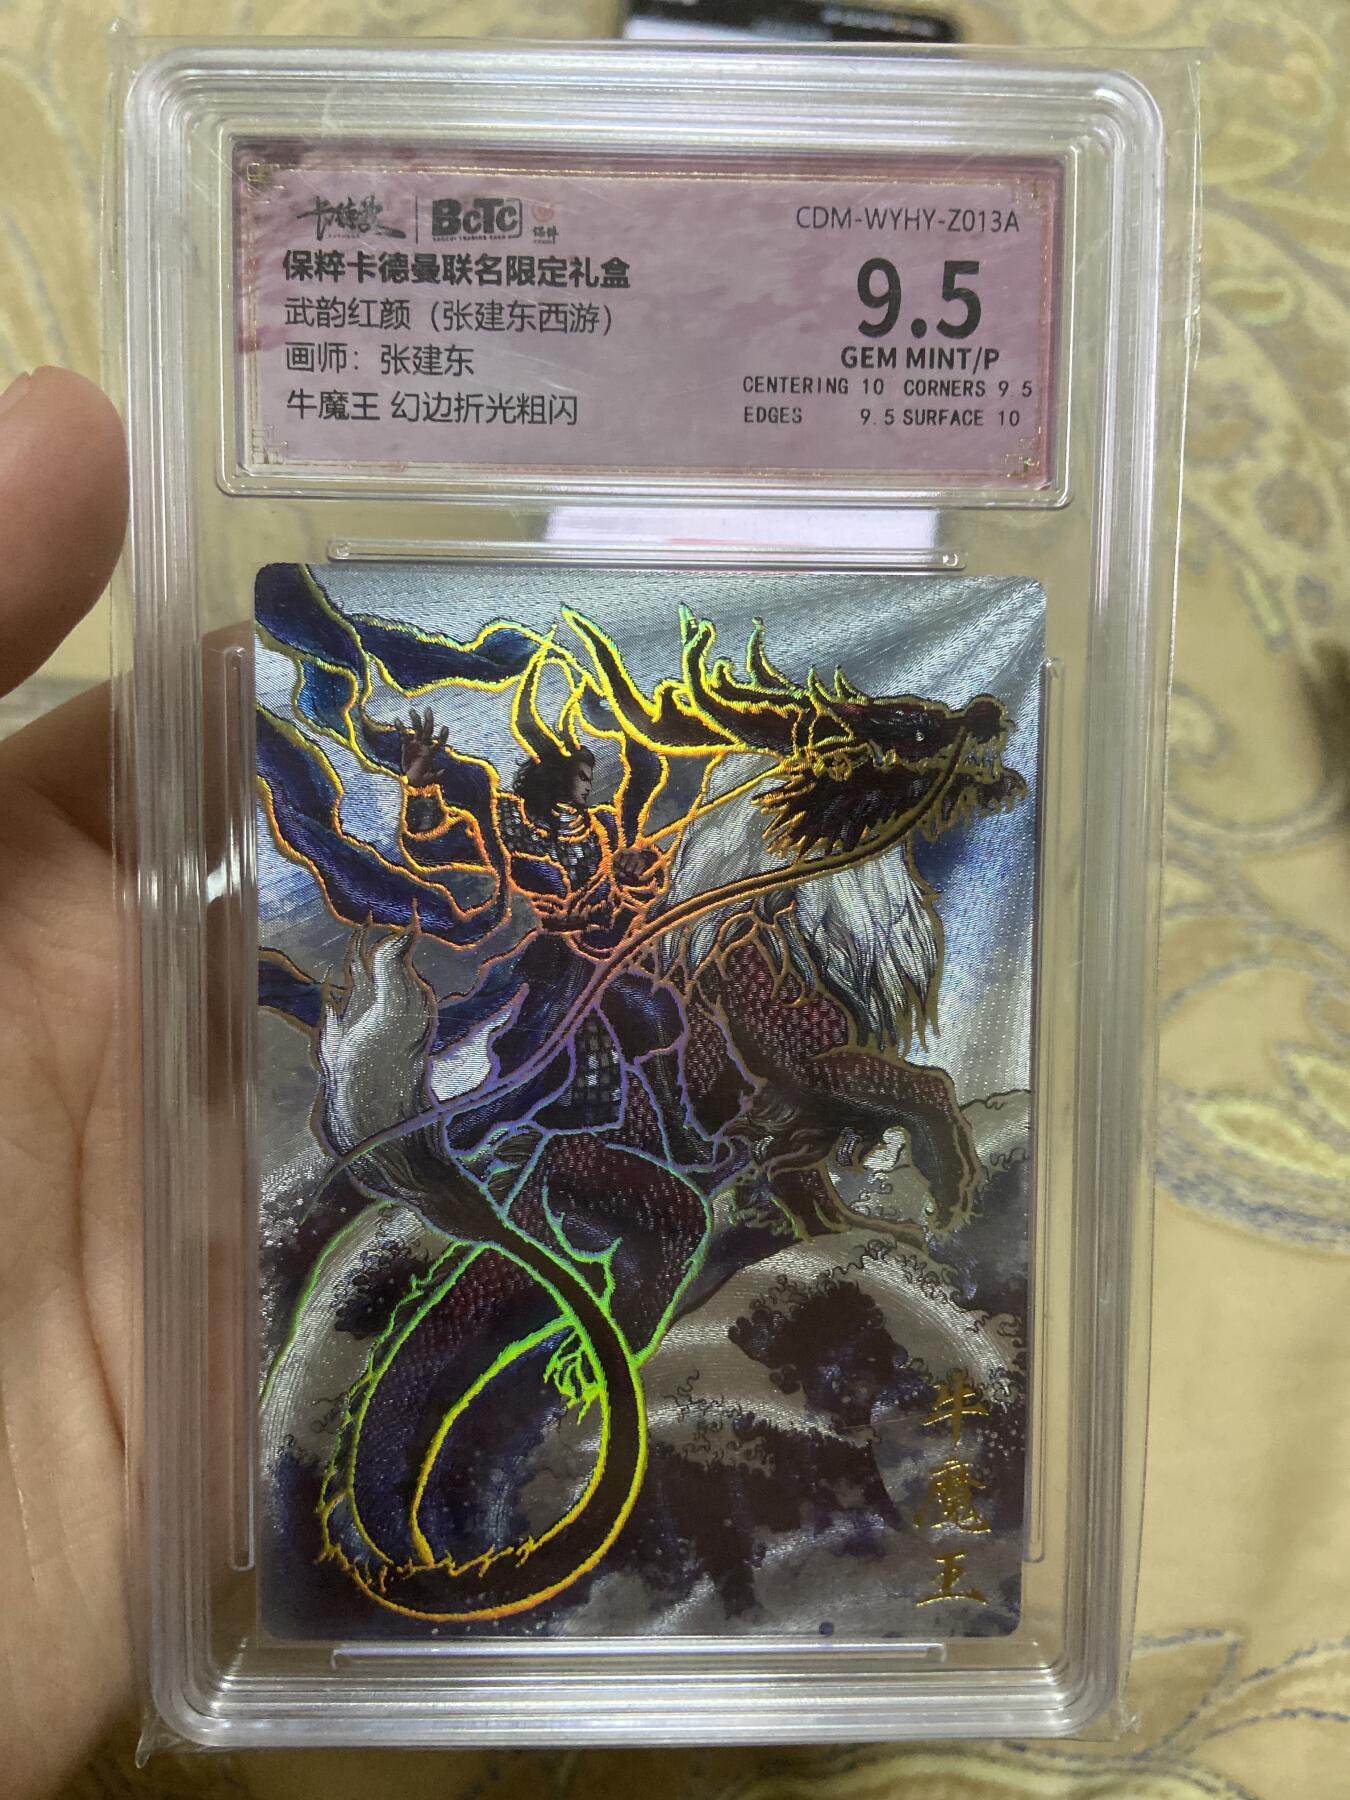 卡德曼 BCTC 保粹
CDM-WYHY-Z013A
保粹卡德曼联名限定礼盒
武韵红颜（张建东西游）
画师：张建东
牛魔王 幻边折光粗闪
9.5
GEM MINT/P
CENTERING 10 CORNERS 9.5
EDGES 9.5 SURFACE 10
牛魔王